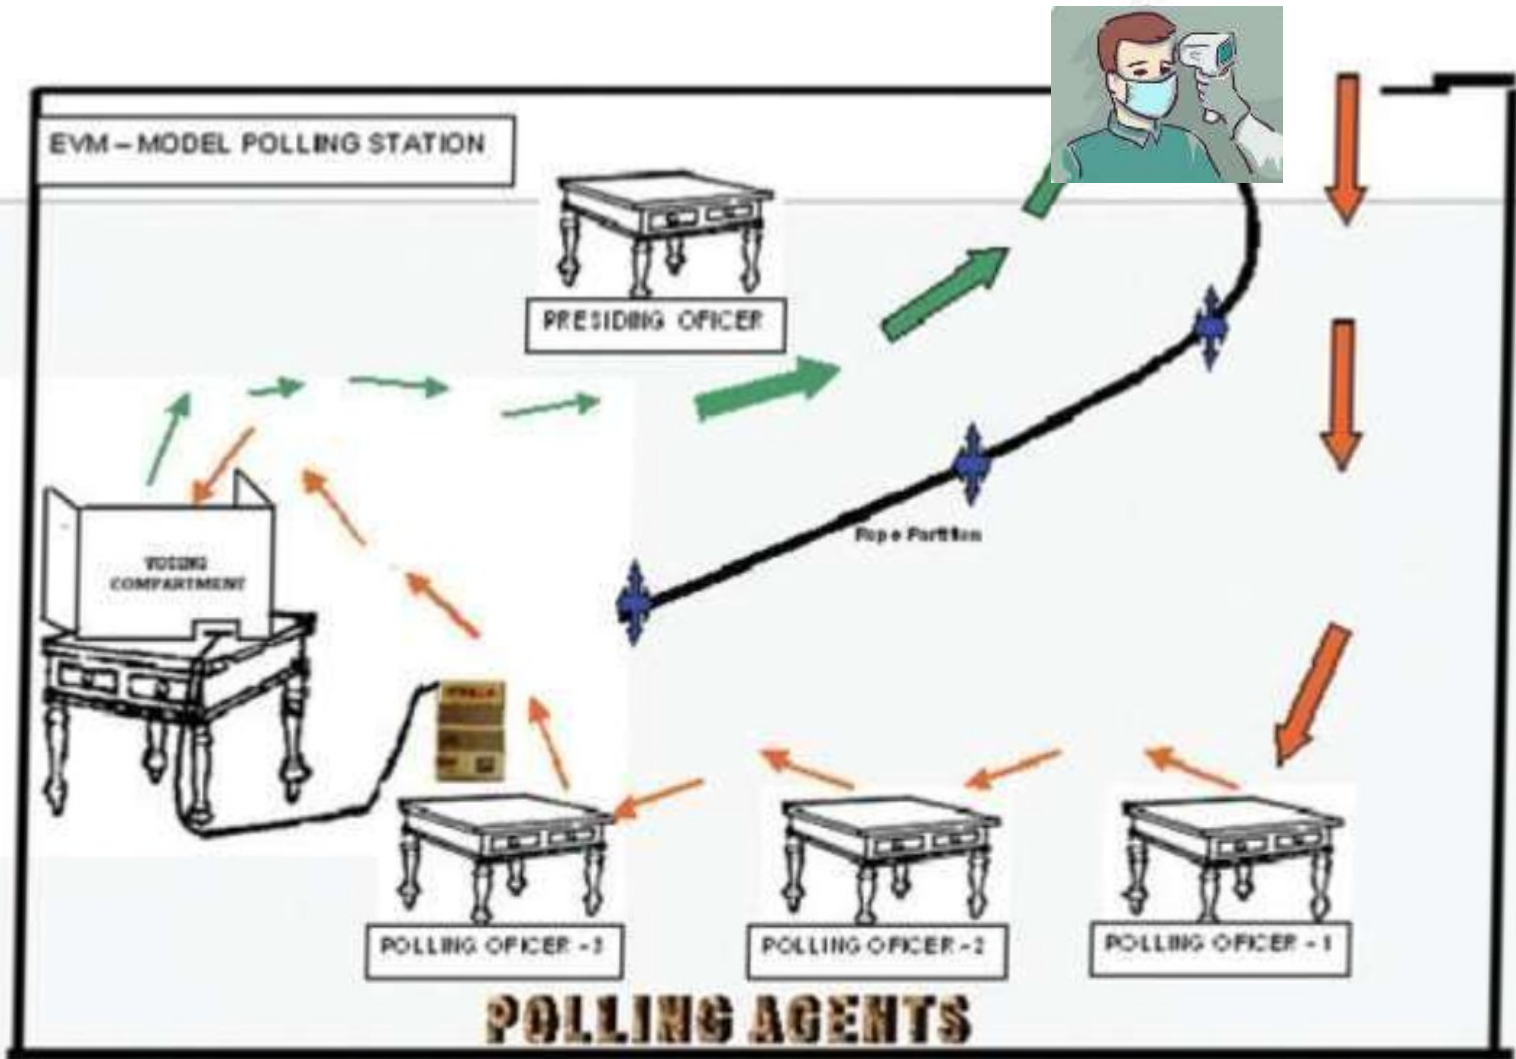 EVM – MODEL POLLING STATION
PRESIDING OFICER
VOTING
COMPARTMENT
Rope Partition
POLLING OFICER -3
POLLING OFICER -2
POLLING OFICER - 1
POLLING AGENTS